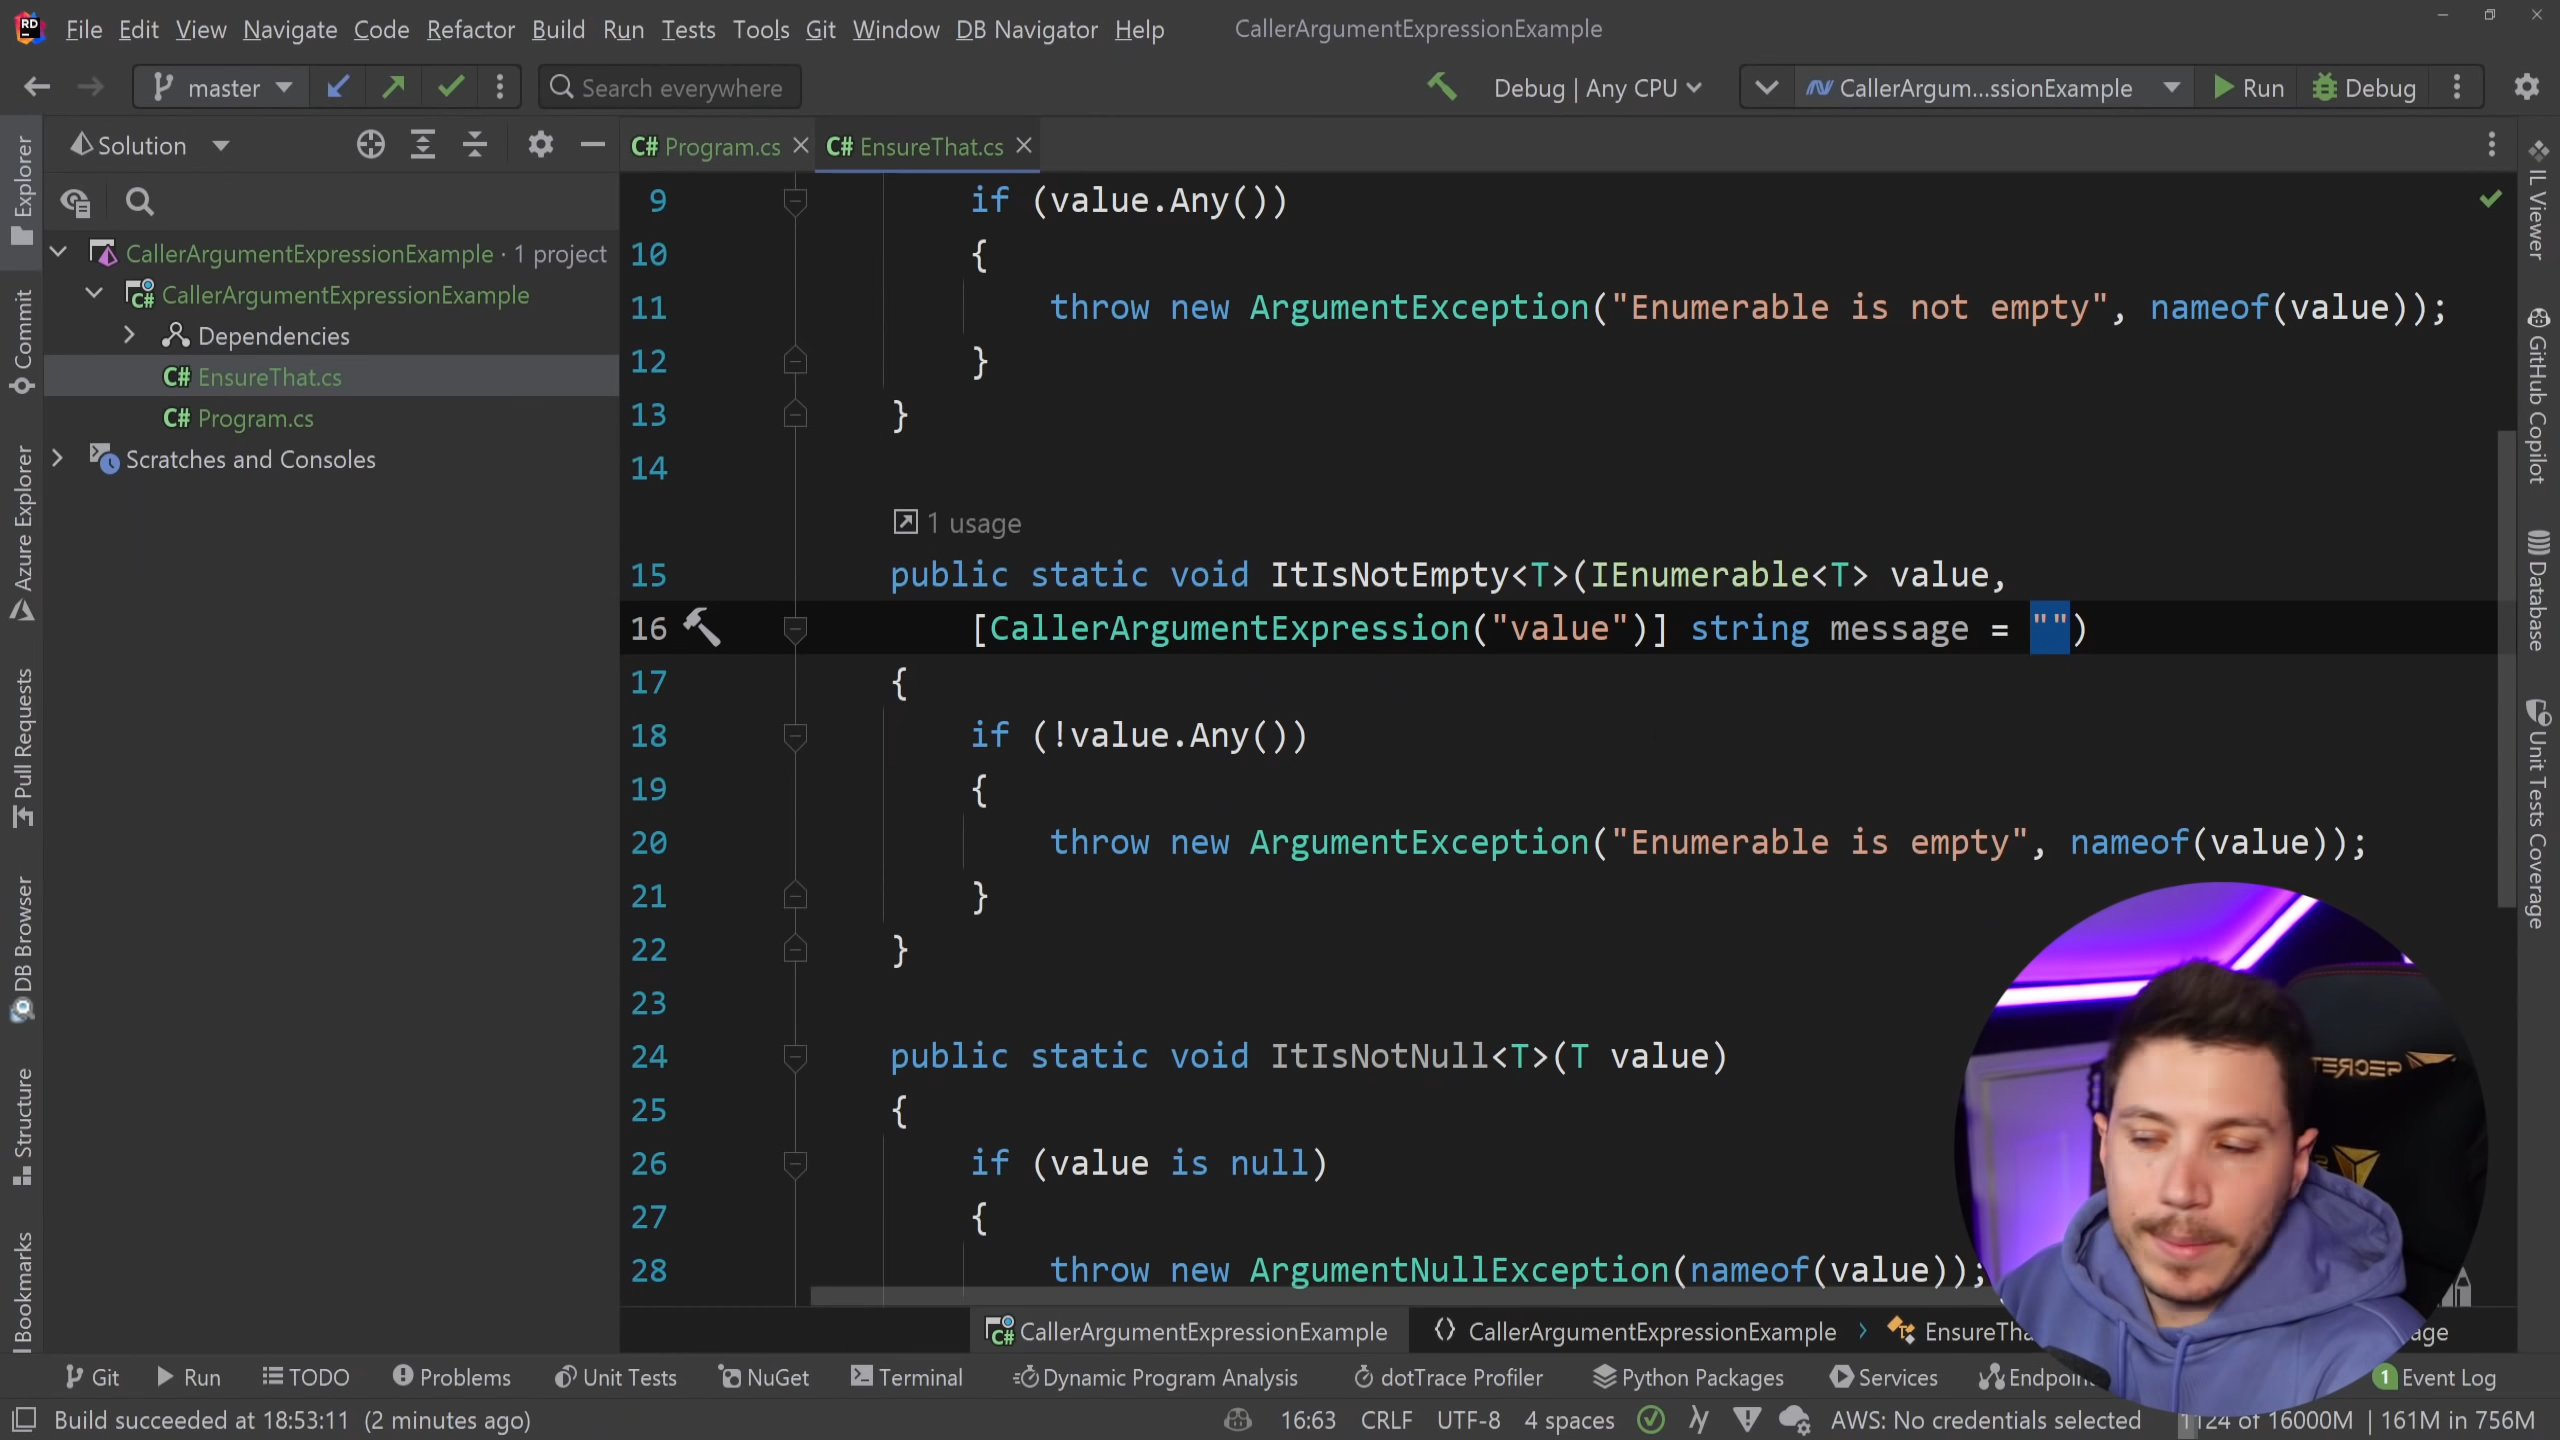 RD
File Edit View Navigate Code Refactor Build Run Tests Tools Git Window DB Navigator Help
CallerArgumentExpressionExample
master
Search everywhere
Debug | Any CPU
CallerArgum...ssionExample
Run
Debug
Solution
C# Program.cs
C# EnsureThat.cs
CallerArgumentExpressionExample · 1 project
C# CallerArgumentExpressionExample
Dependencies
C# EnsureThat.cs
C# Program.cs
Scratches and Consoles
Explorer
Commit
Azure Explorer
Pull Requests
DB Browser
Structure
Bookmarks
9 if (value.Any())
10 {
11 throw new ArgumentException("Enumerable is not empty", nameof(value));
12 }
13 }
14
1 usage
15 public static void ItIsNotEmpty<T>(IEnumerable<T> value,
16 [CallerArgumentExpression("value")] string message = "")
17 {
18 if (!value.Any())
19 {
20 throw new ArgumentException("Enumerable is empty", nameof(value));
21 }
22 }
23
24 public static void ItIsNotNull<T>(T value)
25 {
26 if (value is null)
27 {
28 throw new ArgumentNullException(nameof(value));
IL Viewer
GitHub Copilot
Database
Unit Tests Coverage
SECRET
C# CallerArgumentExpressionExample
CallerArgumentExpressionExample
EnsureTha
age
Git Run TODO Problems Unit Tests NuGet Terminal Dynamic Program Analysis dotTrace Profiler Python Packages Services Endpoin
1 Event Log
Build succeeded at 18:53:11 (2 minutes ago)
16:63 CRLF UTF-8 4 spaces
AWS: No credentials selected
1124 of 16000M
161M in 756M